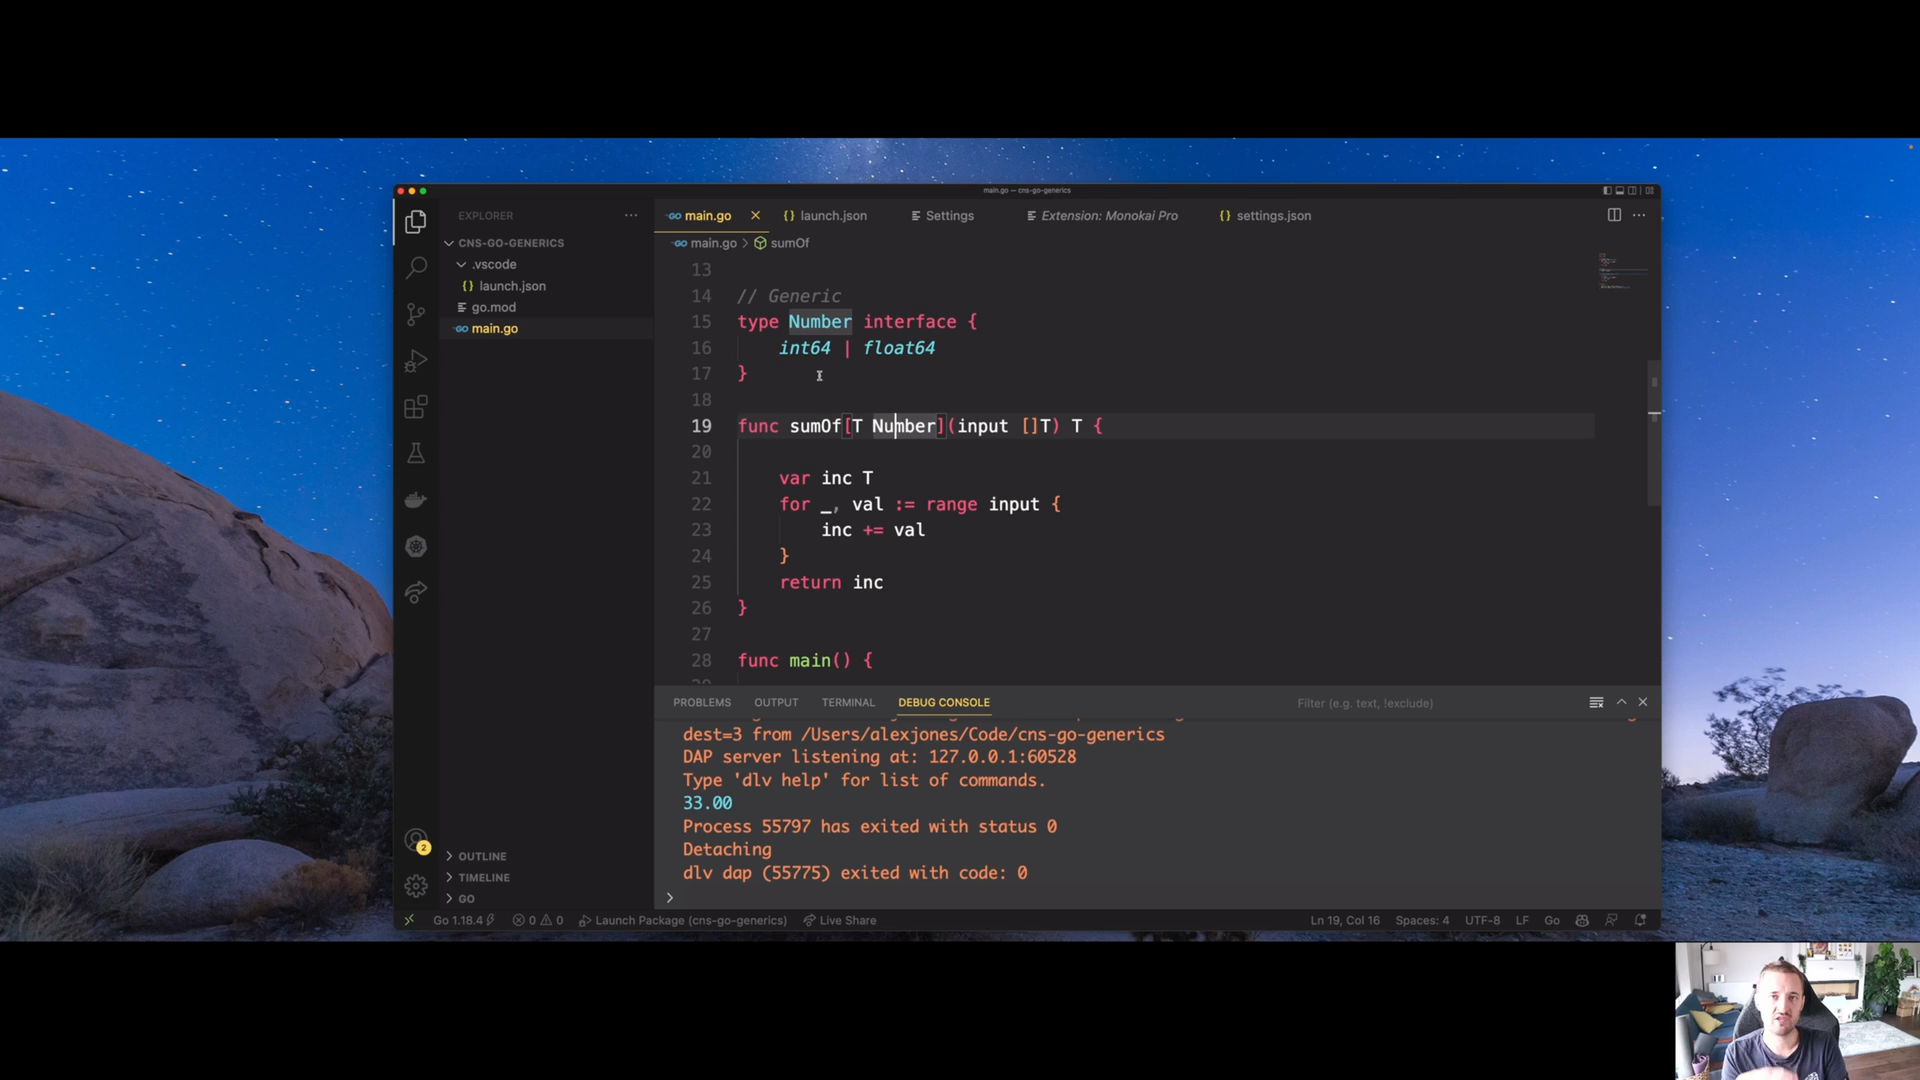 main.go — cns-go-generics
EXPLORER
main.go
launch.json
Settings
Extension: Monokai Pro
settings.json
CNS-GO-GENERICS
.vscode
launch.json
go.mod
main.go
main.go > sumOf
13
14 // Generic
15 type Number interface {
16 int64 | float64
17 }
18
19 func sumOf[T Number](input []T) T {
20
21 var inc T
22 for _, val := range input {
23 inc += val
24 }
25 return inc
26 }
27
28 func main() {
PROBLEMS OUTPUT TERMINAL DEBUG CONSOLE
Filter (e.g. text, !exclude)
dest=3 from /Users/alexjones/Code/cns-go-generics
DAP server listening at: 127.0.0.1:60528
Type 'dlv help' for list of commands.
33.00
Process 55797 has exited with status 0
Detaching
dlv dap (55775) exited with code: 0
2
OUTLINE
TIMELINE
GO
Go 1.18.4 0 0 Launch Package (cns-go-generics) Live Share Ln 19, Col 16 Spaces: 4 UTF-8 LF Go